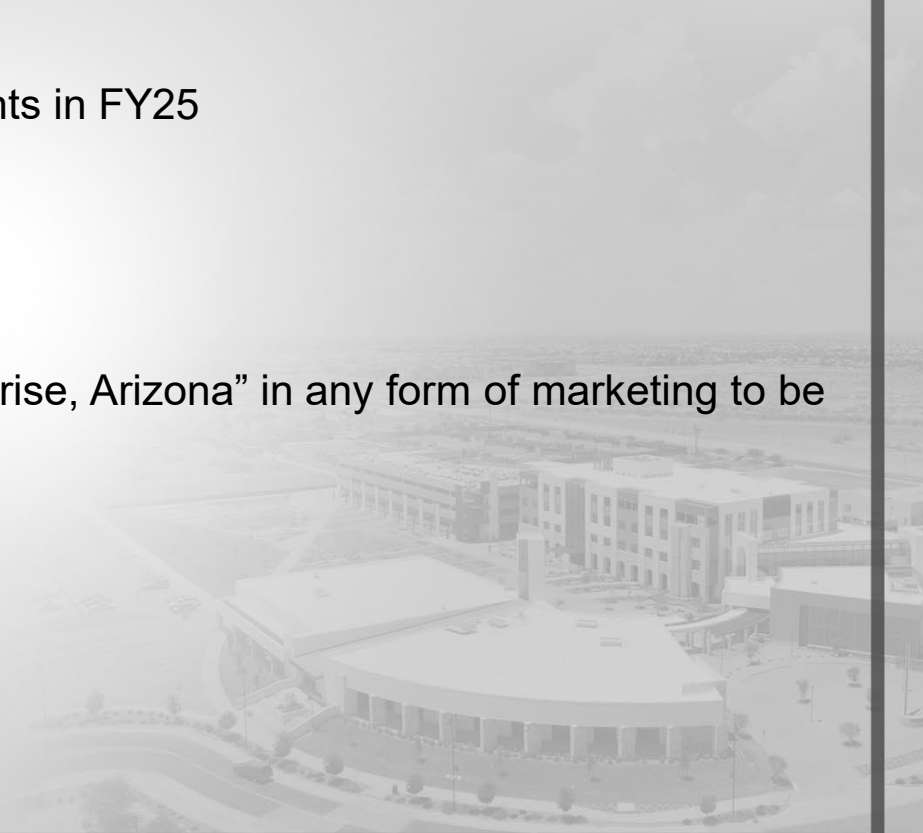 nts in FY25
rise, Arizona” in any form of marketing to be